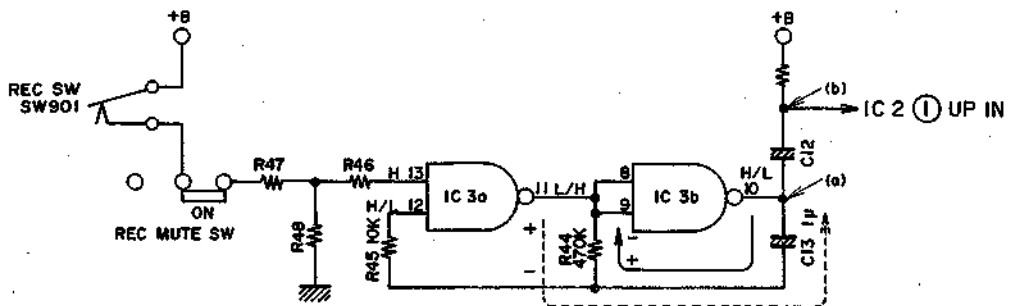 +B
REC SW
SW901
ON
REC MUTE SW
R47
R48
R46
H 13
H/L 12
R45 10K
IC 3a
11 L/H
+
-
R44
470K
8
9
IC 3b
-
+
H/L
10
+B
(b)
IC 2 ① UP IN
C12
(a)
C13 1μ